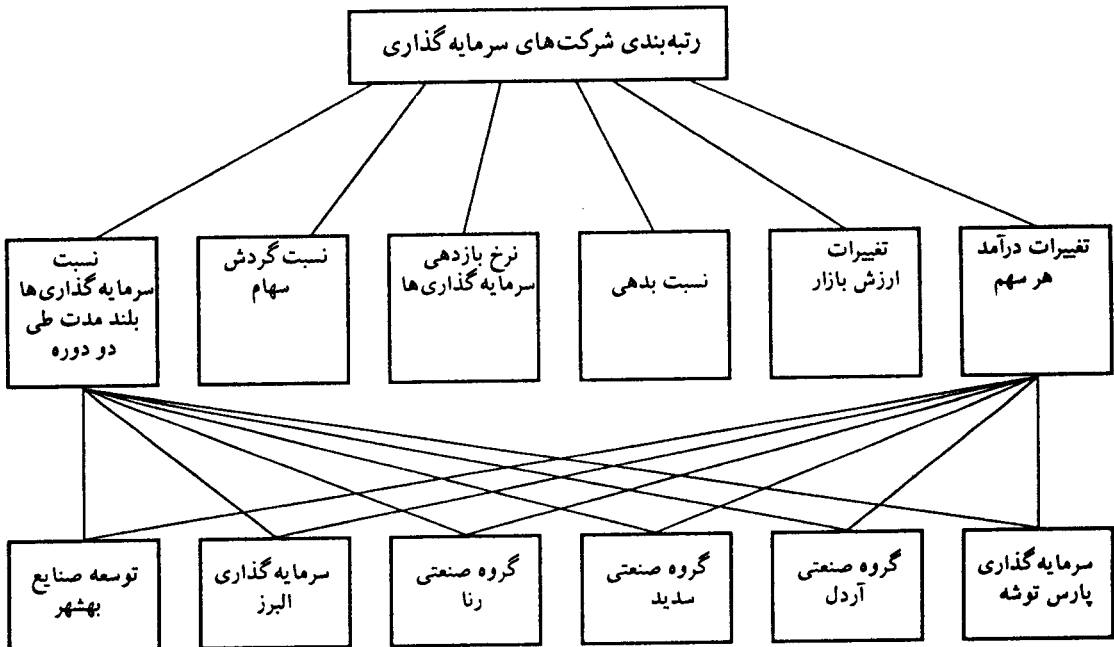 رتبه‌بندی شرکت‌های سرمایه‌گذاری
تغییرات درآمد
هر سهم
تغییرات
ارزش بازار
نسبت بدهی
نرخ بازدهی
سرمایه‌گذاری‌ها
نسبت گردش
سهام
نسبت
سرمایه‌گذاری‌ها
بلند مدت طی
دو دوره
سرمایه‌گذاری
پارس توشه
گروه صنعتی
آردل
گروه صنعتی
سدید
گروه صنعتی
رنا
سرمایه‌گذاری
البرز
توسعه صنایع
بهشهر